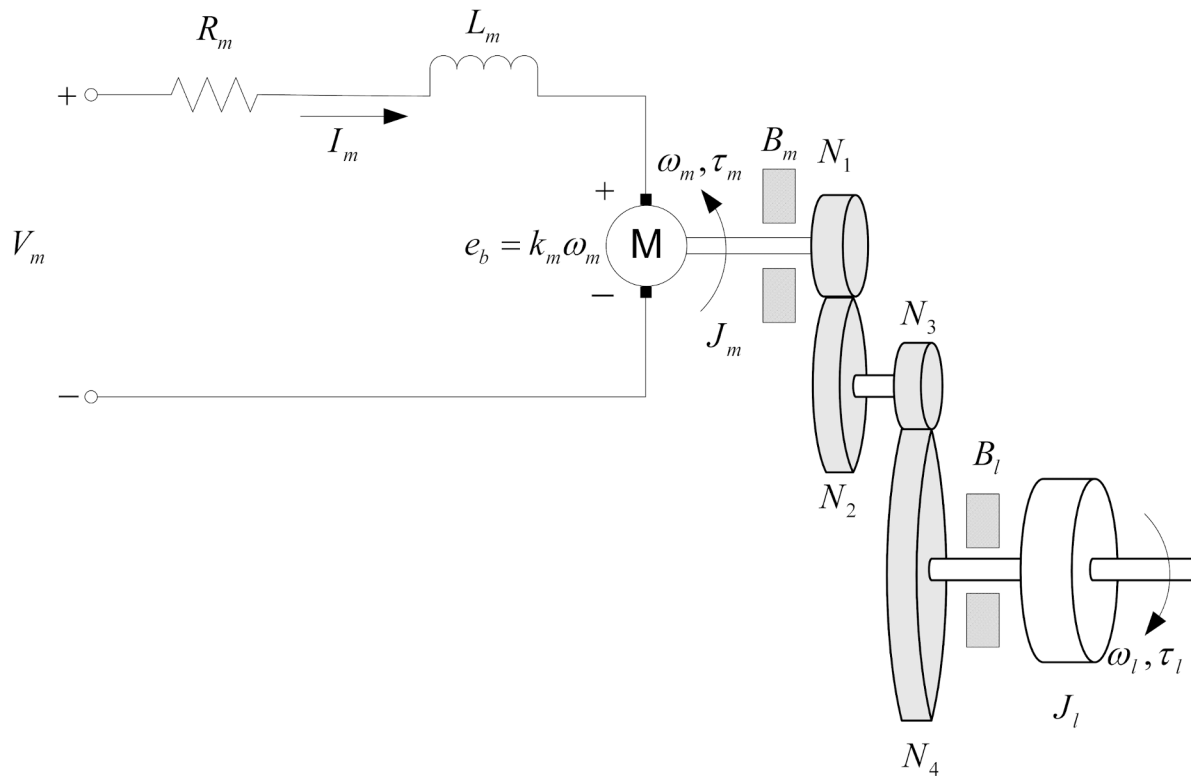 R_m
L_m
+
I_m
B_m
N_1
ω_m, τ_m
+
V_m
e_b = k_m ω_m
M
−
J_m
N_3
−
N_2
B_l
ω_l, τ_l
J_l
N_4